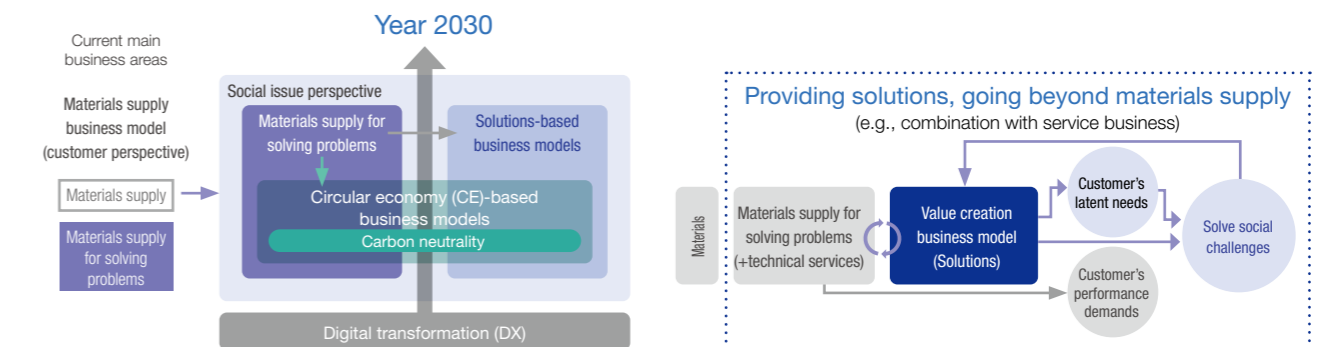 Year 2030
Current main
business areas
Materials supply
business model
(customer perspective)
Materials supply
Materials supply
for solving
problems
Social issue perspective
Materials supply for
solving problems
Solutions-based
business models
Circular economy (CE)-based
business models
Carbon neutrality
Digital transformation (DX)
Providing solutions, going beyond materials supply
(e.g., combination with service business)
Materials
Materials supply for
solving problems
(+technical services)
Value creation
business model
(Solutions)
Customer's
latent needs
Customer's
performance
demands
Solve social
challenges